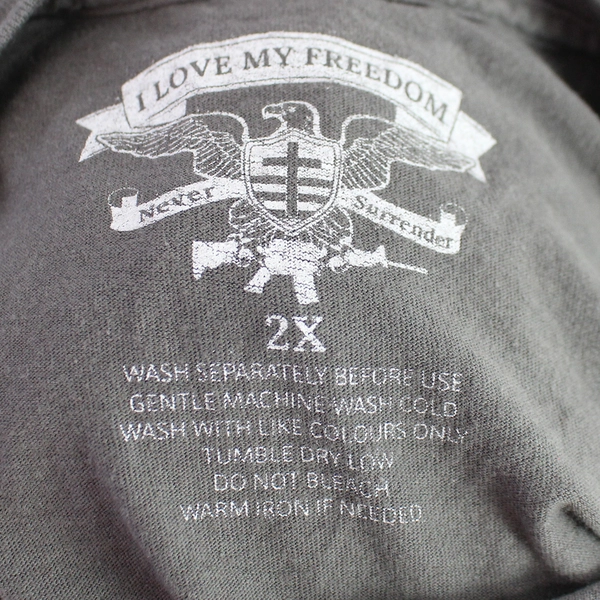 I LOVE MY FREEDOM
Never Surrender
2X
WASH SEPARATELY BEFORE USE
GENTLE MACHINE WASH COLD
WASH WITH LIKE COLOURS ONLY
TUMBLE DRY LOW
DO NOT BLEACH
WARM IRON IF NEEDED